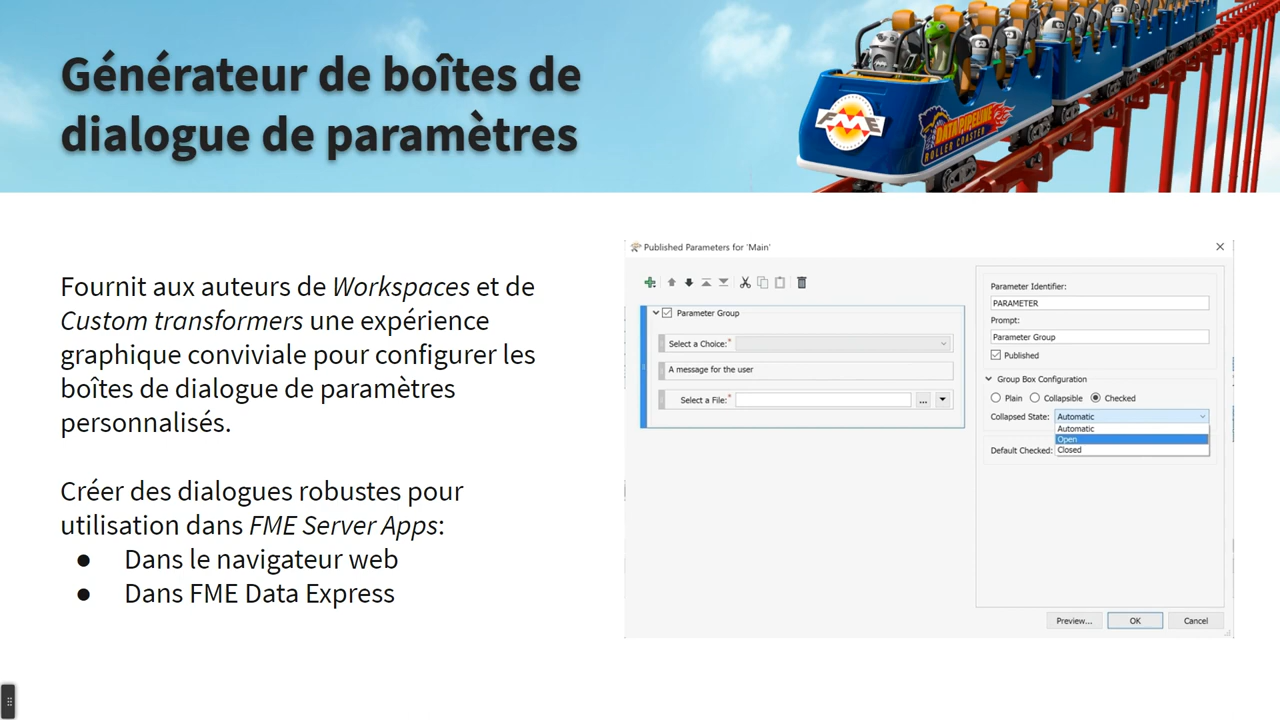 Générateur de boîtes de
dialogue de paramètres
FME
DATA PIPELINE
ROLLER COASTER
Fournit aux auteurs de Workspaces et de
Custom transformers une expérience
graphique conviviale pour configurer les
boîtes de dialogue de paramètres
personnalisés.
Créer des dialogues robustes pour
utilisation dans FME Server Apps:
● Dans le navigateur web
● Dans FME Data Express
Published Parameters for 'Main'
Parameter Group
Select a Choice:*
A message for the user
Select a File:*
...
Parameter Identifier:
PARAMETER
Prompt:
Parameter Group
Published
Group Box Configuration
Plain Collapsible Checked
Collapsed State: Automatic
Automatic
Open
Default Checked: Closed
Preview... OK Cancel